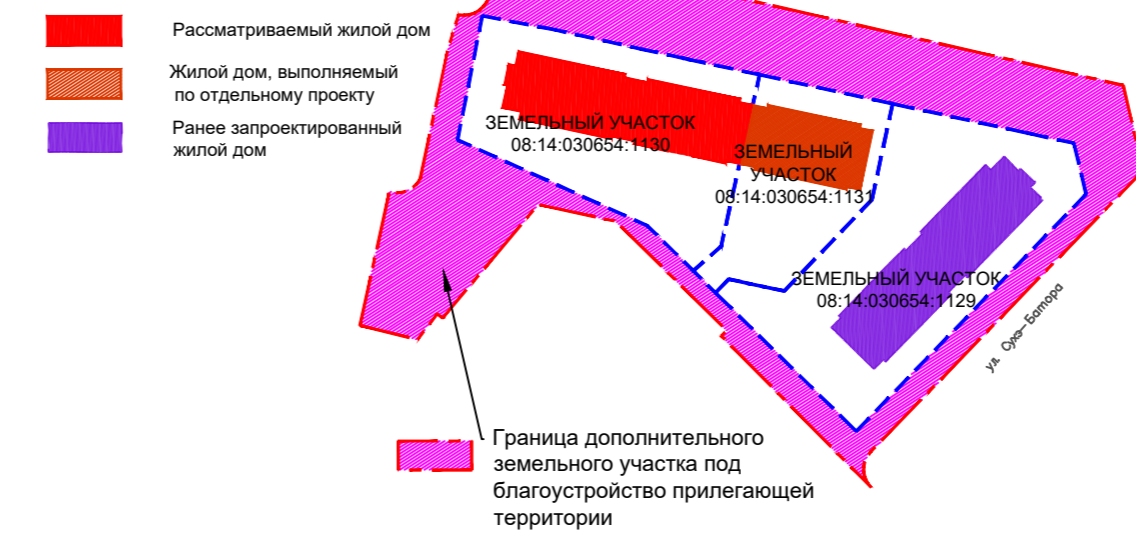 Рассматриваемый жилой дом
Жилой дом, выполняемый
по отдельному проекту
Ранее запроектированный
жилой дом
ЗЕМЕЛЬНЫЙ УЧАСТОК
08:14:030654:1130
ЗЕМЕЛЬНЫЙ
УЧАСТОК
08:14:030654:1131
ЗЕМЕЛЬНЫЙ УЧАСТОК
08:14:030654:1129
ул. Сухэ-Батора
Граница дополнительного
земельного участка под
благоустройство прилегающей
территории